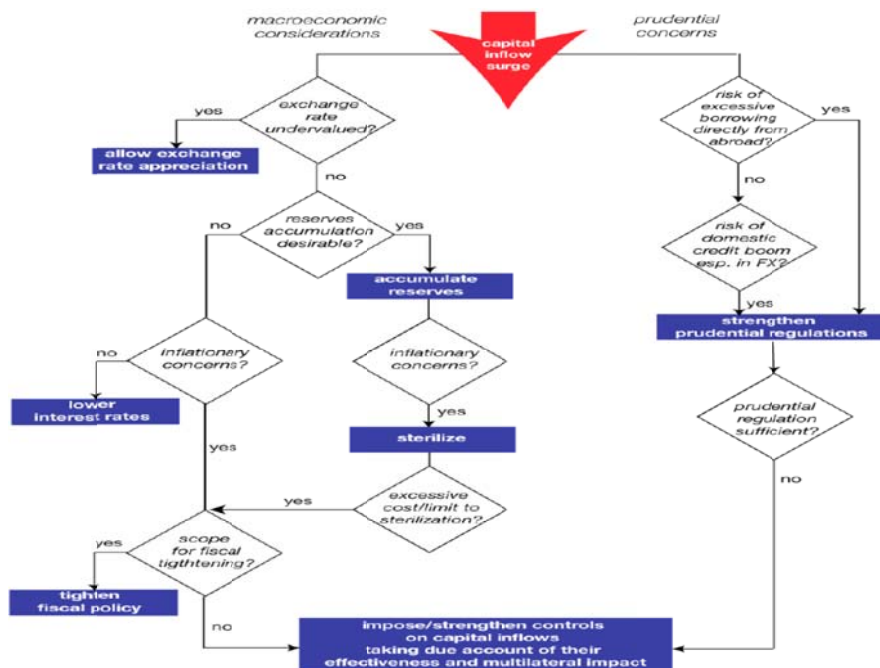 macroeconomic
considerations
capital
inflow
surge
prudential
concerns
exchange
rate
undervalued?
yes
allow exchange
rate appreciation
no
reserves
accumulation
desirable?
no
yes
accumulate
reserves
inflationary
concerns?
no
lower
interest rates
yes
inflationary
concerns?
yes
sterilize
excessive
cost/limit to
sterilization?
yes
scope
for fiscal
tigthtening?
yes
tighten
fiscal policy
no
risk of
excessive
borrowing
directly from
abroad?
yes
no
risk of
domestic
credit boom
esp. in FX?
yes
strengthen
prudential regulations
prudential
regulation
sufficient?
no
impose/strengthen controls
on capital inflows
taking due account of their
effectiveness and multilateral impact